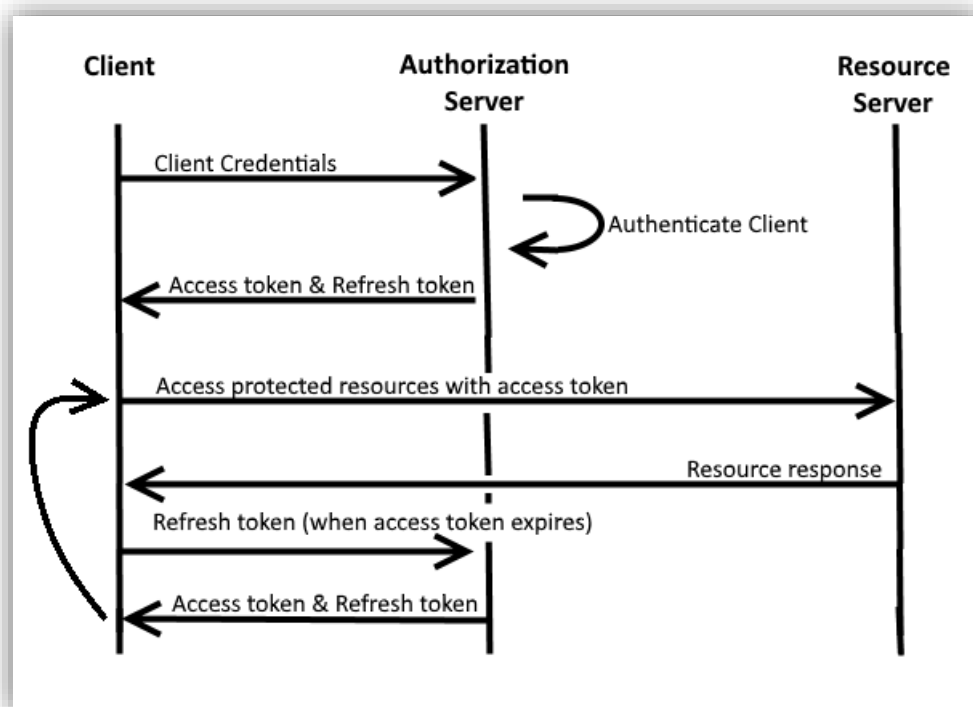 Client
Authorization
Server
Resource
Server
Client Credentials
Authenticate Client
Access token & Refresh token
Access protected resources with access token
Resource response
Refresh token (when access token expires)
Access token & Refresh token